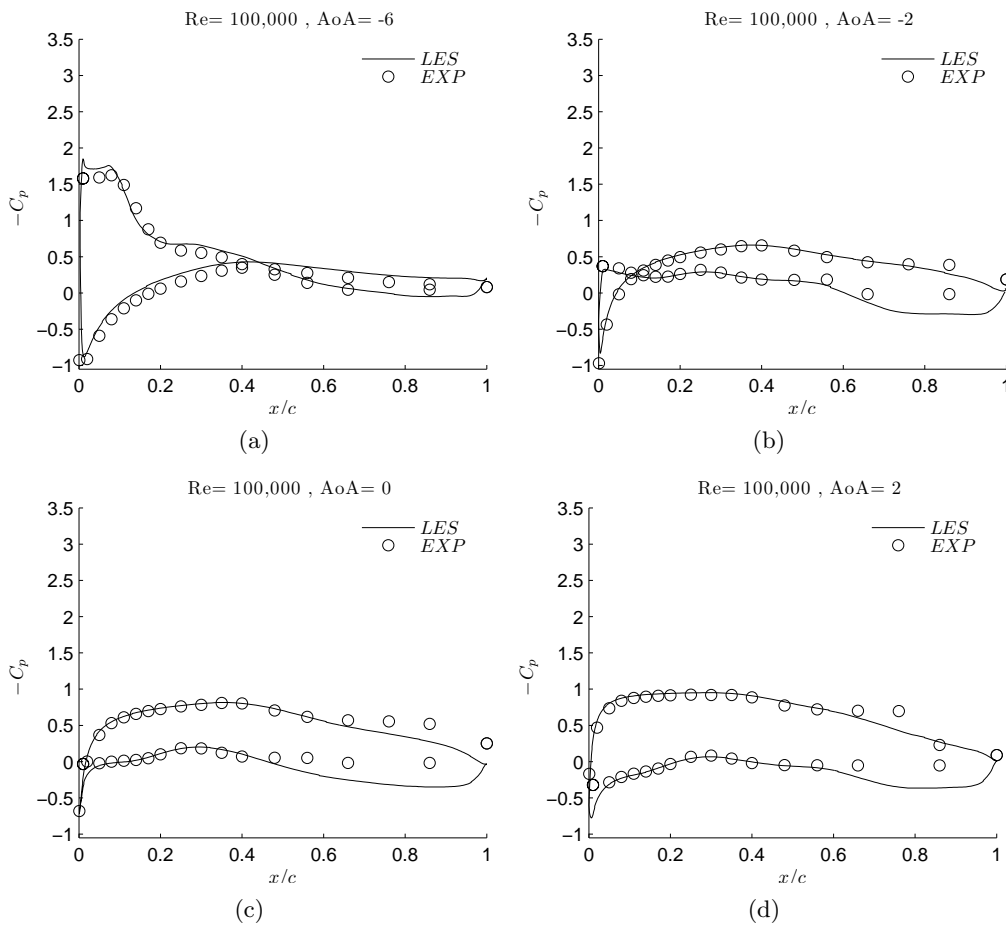 Re= 100,000 , AoA= -6
3.5
3
2.5
2
1.5
1
0.5
0
−0.5
−1
−C_p
LES
EXP
0 0.2 0.4 0.6 0.8 1
x/c
(a)
Re= 100,000 , AoA= -2
3.5
3
2.5
2
1.5
1
0.5
0
−0.5
−1
−C_p
LES
EXP
0 0.2 0.4 0.6 0.8 1
x/c
(b)
Re= 100,000 , AoA= 0
3.5
3
2.5
2
1.5
1
0.5
0
−0.5
−1
−C_p
LES
EXP
0 0.2 0.4 0.6 0.8 1
x/c
(c)
Re= 100,000 , AoA= 2
3.5
3
2.5
2
1.5
1
0.5
0
−0.5
−1
−C_p
LES
EXP
0 0.2 0.4 0.6 0.8 1
x/c
(d)